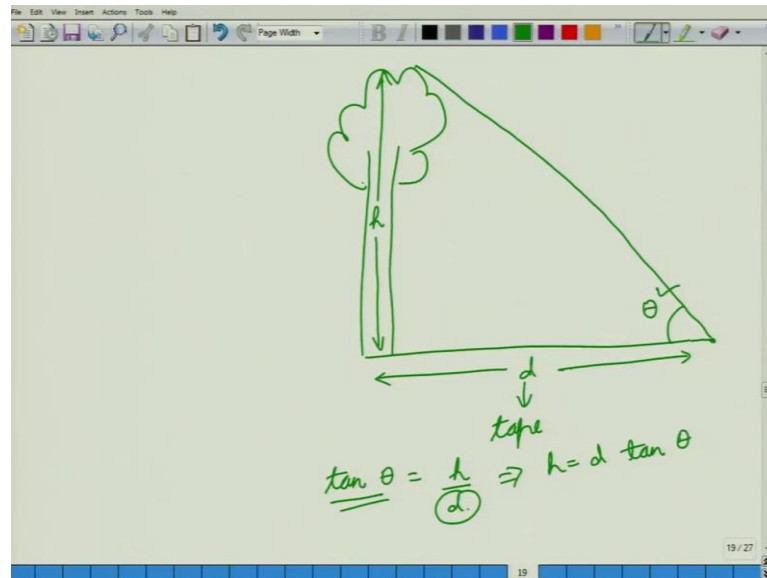 File Edit View Insert Actions Tools Help
Page Width B I
h
θ
d
tape
tan θ = h/d. ⇒ h = d tan θ
19/27
19